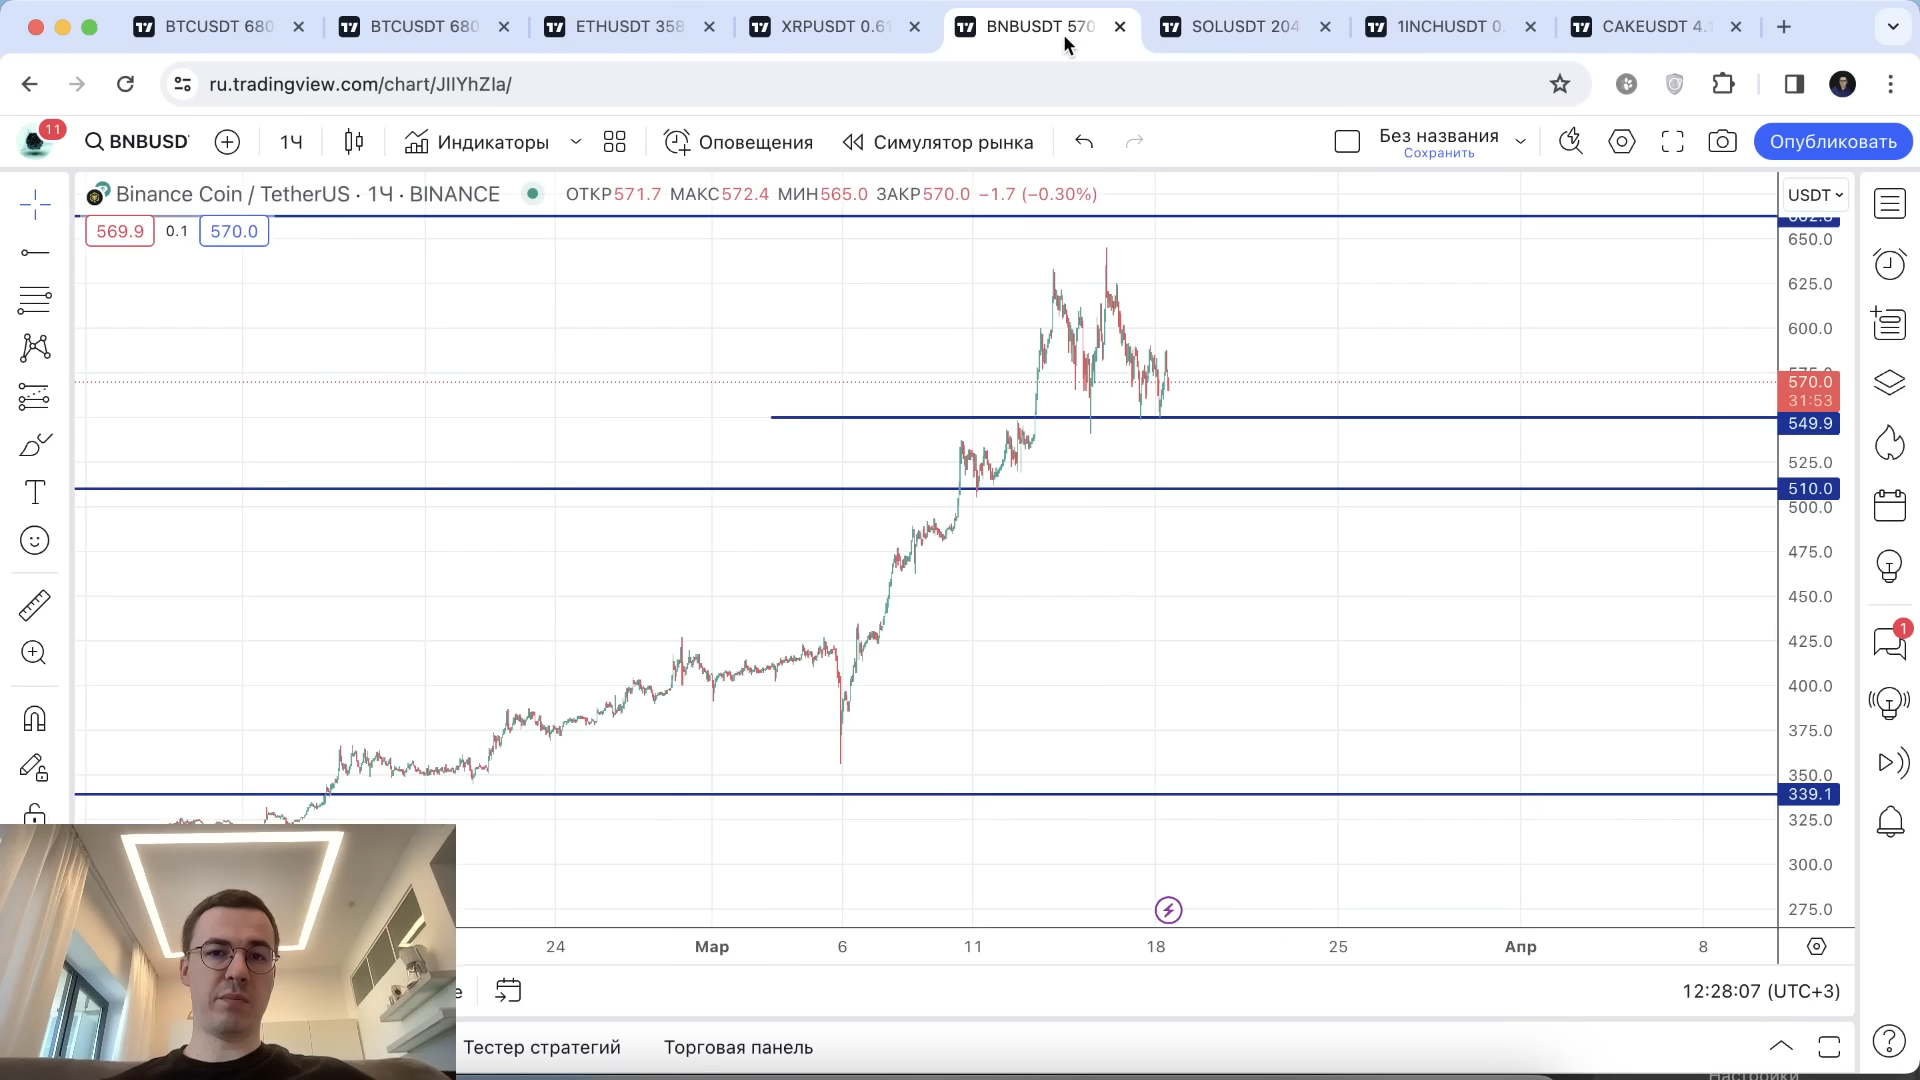 BTCUSDT 680
BTCUSDT 680
ETHUSDT 358
XRPUSDT 0.61
BNBUSDT 570
SOLUSDT 204
1INCHUSDT 0.
CAKEUSDT 4.1
ru.tradingview.com/chart/JIIYhZIa/
11
BNBUSD
1Ч
Индикаторы
Оповещения
Симулятор рынка
Без названия
Сохранить
Опубликовать
Binance Coin / TetherUS · 1Ч · BINANCE
ОТКР571.7 МАКС572.4 МИН565.0 ЗАКР570.0 −1.7 (−0.30%)
USDT
569.9
0.1
570.0
650.0
625.0
600.0
570.0
31:53
549.9
525.0
510.0
500.0
475.0
450.0
425.0
400.0
375.0
350.0
339.1
325.0
300.0
275.0
1
24
Мар
6
11
18
25
Апр
8
12:28:07 (UTC+3)
Тестер стратегий
Торговая панель